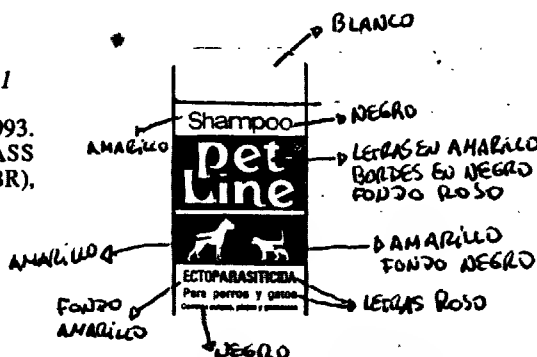 BLANCO
1
993.
ASS
BR),
Shampoo
NEGRO
AMARILLO
pet
Line
LETRAS EN AMARILLO
BORDES EN NEGRO
FONDO ROSO
AMARILLO
AMARILLO
FONDO NEGRO
ECTOPARASITICIDA
Para perros y gatos
LETRAS ROSO
FONDO
AMARILLO
NEGRO